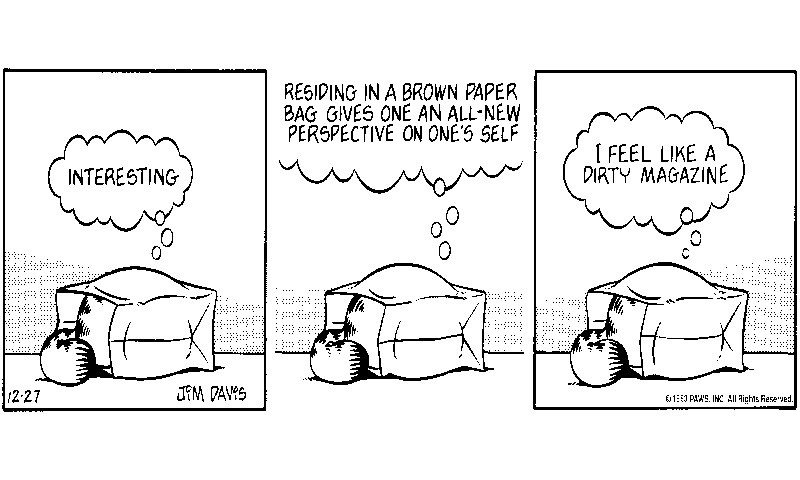 INTERESTING
12-27
JIM DAVIS
RESIDING IN A BROWN PAPER
BAG GIVES ONE AN ALL-NEW
PERSPECTIVE ON ONE'S SELF
I FEEL LIKE A
DIRTY MAGAZINE
PAWS, INC. All Rights Reserved.